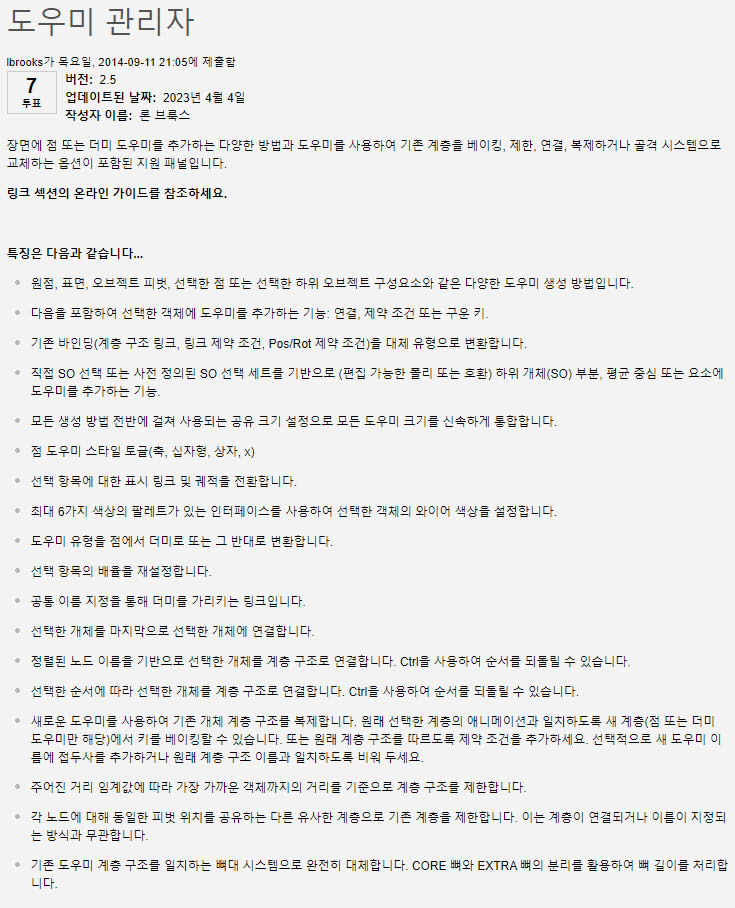 도우미 관리자
lbrooks가 목요일, 2014-09-11 21:05에 제출함
7
투표
버전: 2.5
업데이트된 날짜: 2023년 4월 4일
작성자 이름: 론 브룩스
장면에 점 또는 더미 도우미를 추가하는 다양한 방법과 도우미를 사용하여 기존 계층을 베이킹, 제한, 연결, 복제하거나 골격 시스템으로
교체하는 옵션이 포함된 지원 패널입니다.
링크 섹션의 온라인 가이드를 참조하세요.
특징은 다음과 같습니다...
원점, 표면, 오브젝트 피벗, 선택한 점 또는 선택한 하위 오브젝트 구성요소와 같은 다양한 도우미 생성 방법입니다.
다음을 포함하여 선택한 객체에 도우미를 추가하는 기능: 연결, 제약 조건 또는 구운 키.
기존 바인딩(계층 구조 링크, 링크 제약 조건, Pos/Rot 제약 조건)을 대체 유형으로 변환합니다.
직접 SO 선택 또는 사전 정의된 SO 선택 세트를 기반으로 (편집 가능한 폴리 또는 호환) 하위 개체(SO) 부분, 평균 중심 또는 요소에
도우미를 추가하는 기능.
모든 생성 방법 전반에 걸쳐 사용되는 공유 크기 설정으로 모든 도우미 크기를 신속하게 통합합니다.
점 도우미 스타일 토글(축, 십자형, 상자, x)
선택 항목에 대한 표시 링크 및 궤적을 전환합니다.
최대 6가지 색상의 팔레트가 있는 인터페이스를 사용하여 선택한 객체의 와이어 색상을 설정합니다.
도우미 유형을 점에서 더미로 또는 그 반대로 변환합니다.
선택 항목의 배율을 재설정합니다.
공통 이름 지정을 통해 더미를 가리키는 링크입니다.
선택한 개체를 마지막으로 선택한 개체에 연결합니다.
정렬된 노드 이름을 기반으로 선택한 개체를 계층 구조로 연결합니다. Ctrl을 사용하여 순서를 되돌릴 수 있습니다.
선택한 순서에 따라 선택한 개체를 계층 구조로 연결합니다. Ctrl을 사용하여 순서를 되돌릴 수 있습니다.
새로운 도우미를 사용하여 기존 개체 계층 구조를 복제합니다. 원래 선택한 계층의 애니메이션과 일치하도록 새 계층(점 또는 더미
도우미만 해당)에서 키를 베이킹할 수 있습니다. 또는 원래 계층 구조를 따르도록 제약 조건을 추가하세요. 선택적으로 새 도우미 이
름에 접두사를 추가하거나 원래 계층 구조 이름과 일치하도록 비워 두세요.
주어진 거리 임계값에 따라 가장 가까운 객체까지의 거리를 기준으로 계층 구조를 제한합니다.
각 노드에 대해 동일한 피벗 위치를 공유하는 다른 유사한 계층으로 기존 계층을 제한합니다. 이는 계층이 연결되거나 이름이 지정되
는 방식과 무관합니다.
기존 도우미 계층 구조를 일치하는 뼈대 시스템으로 완전히 대체합니다. CORE 뼈와 EXTRA 뼈의 분리를 활용하여 뼈 길이를 처리합
니다.